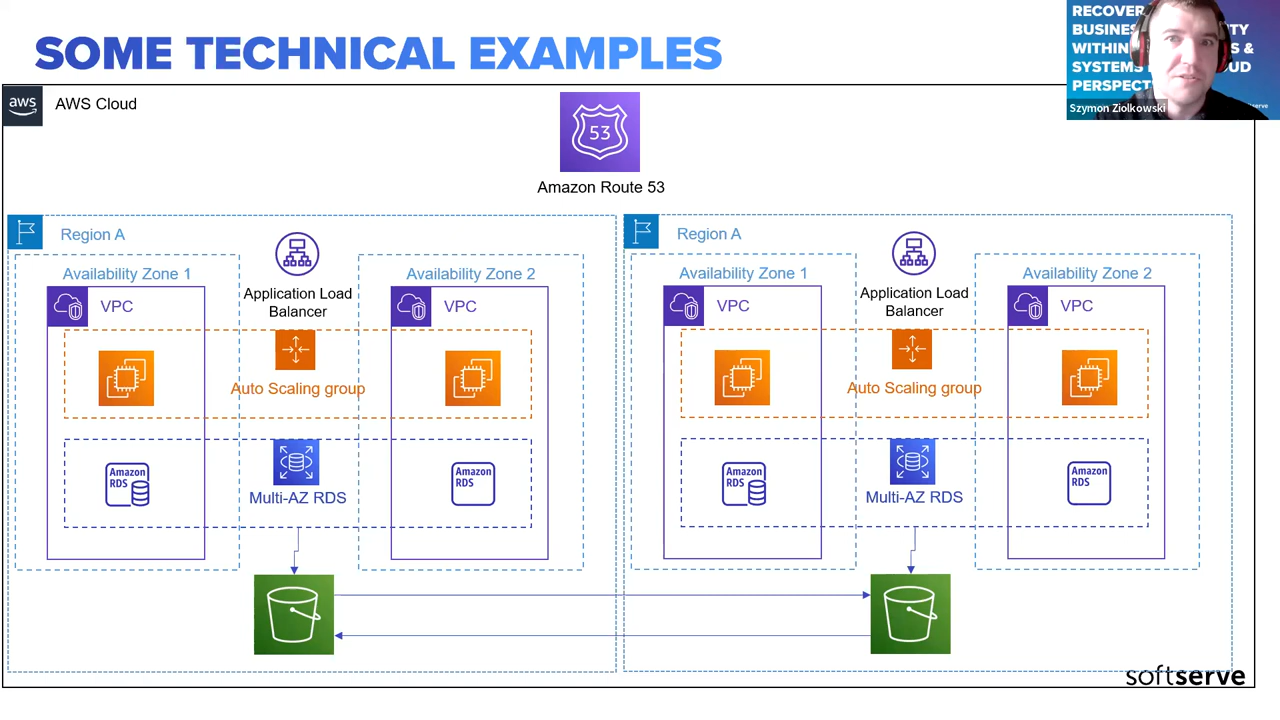 SOME TECHNICAL EXAMPLES
RECOVER
BUSINES
TY
WITHIN
S &
SYSTEMS
UD
PERSPECT
Szymon Ziolkowski
aws
AWS Cloud
53
Amazon Route 53
Region A
Availability Zone 1
Availability Zone 2
Application Load
Balancer
VPC
VPC
Auto Scaling group
Amazon
RDS
Amazon
RDS
Multi-AZ RDS
Region A
Availability Zone 1
Availability Zone 2
Application Load
Balancer
VPC
VPC
Auto Scaling group
Amazon
RDS
Amazon
RDS
Multi-AZ RDS
softserve